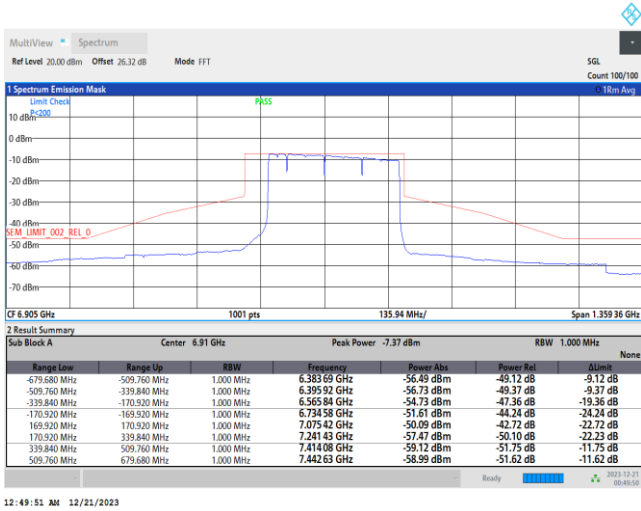 MultiView Spectrum
Ref Level 20.00 dBm Offset 26.32 dB Mode FFT SGL
Count 100/100
1 Spectrum Emission Mask 1Rm Avg
Limit Check PASS
P<200
10 dBm
0 dBm
-10 dBm
-20 dBm
-30 dBm
-40 dBm
SEM_LIMIT_002_REL_0
-50 dBm
-60 dBm
-70 dBm
CF 6.905 GHz 1001 pts 135.94 MHz/ Span 1.359 36 GHz
2 Result Summary
Sub Block A Center 6.91 GHz Peak Power -7.37 dBm RBW 1.000 MHz
None
Range Low Range Up RBW Frequency Power Abs Power Rel ΔLimit
-679.680 MHz -509.760 MHz 1.000 MHz 6.383 69 GHz -56.49 dBm -49.12 dB -9.12 dB
-509.760 MHz -339.840 MHz 1.000 MHz 6.395 92 GHz -56.73 dBm -49.37 dB -9.37 dB
-339.840 MHz -170.920 MHz 1.000 MHz 6.565 84 GHz -54.73 dBm -47.36 dB -19.36 dB
-170.920 MHz -169.920 MHz 1.000 MHz 6.734 58 GHz -51.61 dBm -44.24 dB -24.24 dB
169.920 MHz 170.920 MHz 1.000 MHz 7.075 42 GHz -50.09 dBm -42.72 dB -22.72 dB
170.920 MHz 339.840 MHz 1.000 MHz 7.241 43 GHz -57.47 dBm -50.10 dB -22.23 dB
339.840 MHz 509.760 MHz 1.000 MHz 7.414 08 GHz -59.12 dBm -51.75 dB -11.75 dB
509.760 MHz 679.680 MHz 1.000 MHz 7.442 63 GHz -58.99 dBm -51.62 dB -11.62 dB
Ready 2023-12-21
00:49:50
12:49:51 AM 12/21/2023